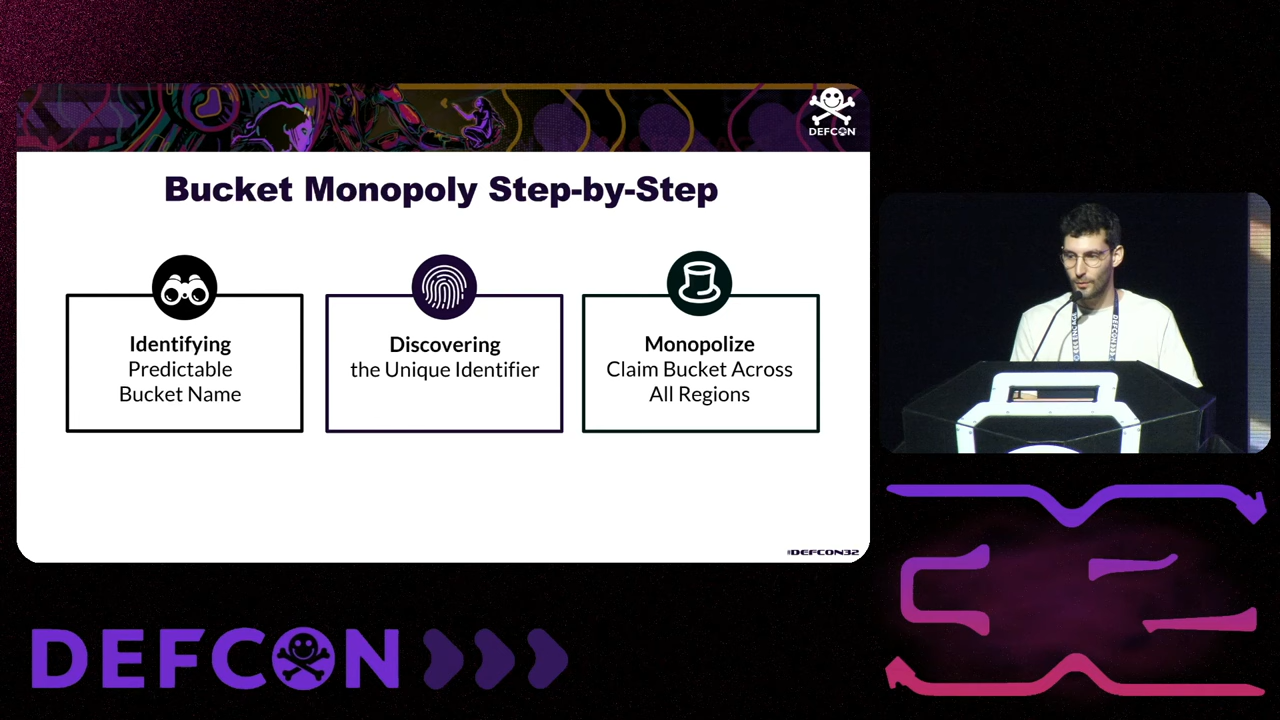 DEFCON
Bucket Monopoly Step-by-Step
Identifying
Predictable
Bucket Name
Discovering
the Unique Identifier
Monopolize
Claim Bucket Across
All Regions
#DEFCON32
DEFCON